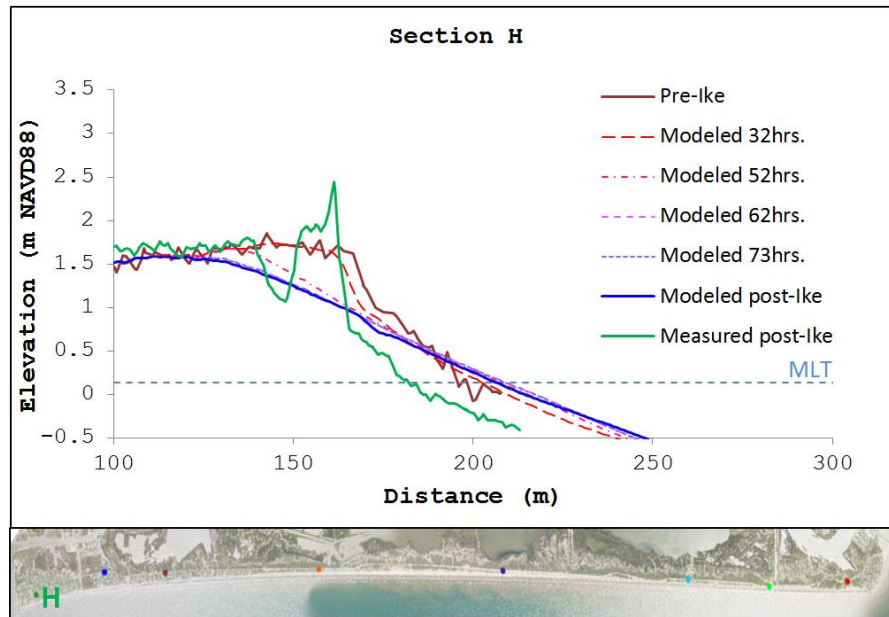 Section H
Elevation (m NAVD88)
3.5
3
2.5
2
1.5
1
0.5
0
-0.5
100
150
200
250
300
Distance (m)
Pre-Ike
Modeled 32hrs.
Modeled 52hrs.
Modeled 62hrs.
Modeled 73hrs.
Modeled post-Ike
Measured post-Ike
MLT
H